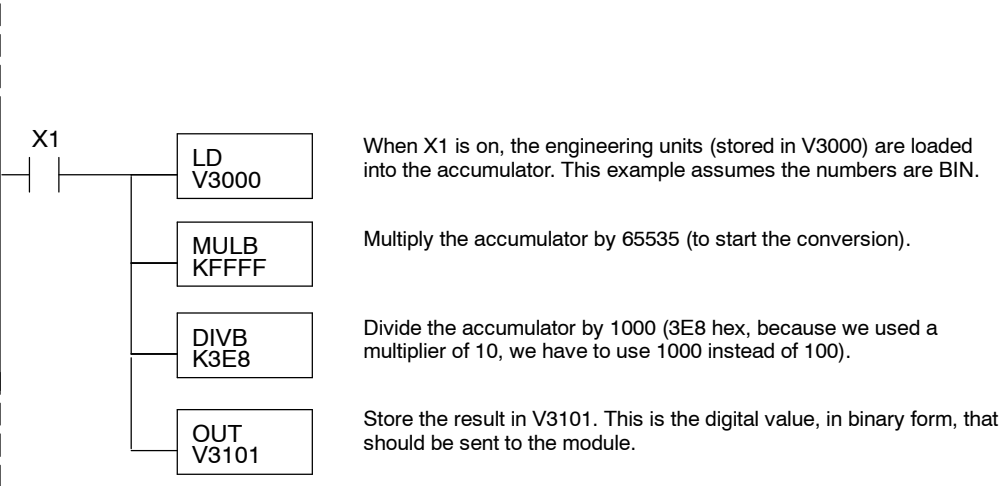 X1
LD
V3000
When X1 is on, the engineering units (stored in V3000) are loaded
into the accumulator. This example assumes the numbers are BIN.
MULB
KFFFF
Multiply the accumulator by 65535 (to start the conversion).
DIVB
K3E8
Divide the accumulator by 1000 (3E8 hex, because we used a
multiplier of 10, we have to use 1000 instead of 100).
OUT
V3101
Store the result in V3101. This is the digital value, in binary form, that
should be sent to the module.